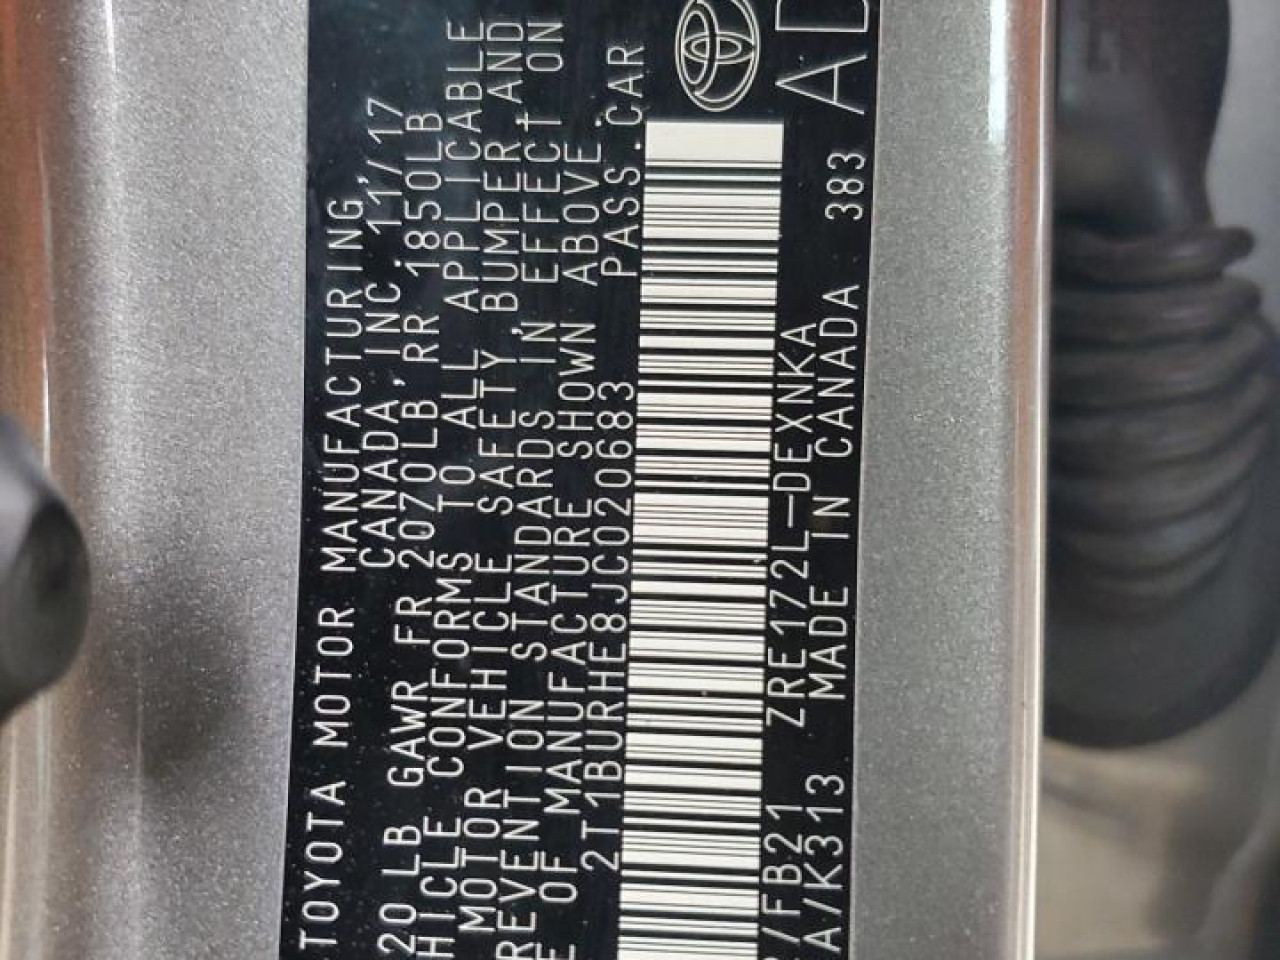 TOYOTA MOTOR MANUFACTURING,
CANADA, INC. 11/17
20LB GAWR FR 2070LB RR 1850LB
HICLE CONFORMS TO ALL APPLICABLE
MOTOR VEHICLE SAFETY, BUMPER, AND
REVENTION STANDARDS IN EFFECT ON
E OF MANUFACTURE SHOWN ABOVE.
2T1BURHE8JC020683 PASS.CAR
/FB21 ZRE172L-DEXNKA
A/K313 MADE IN CANADA 383 AD